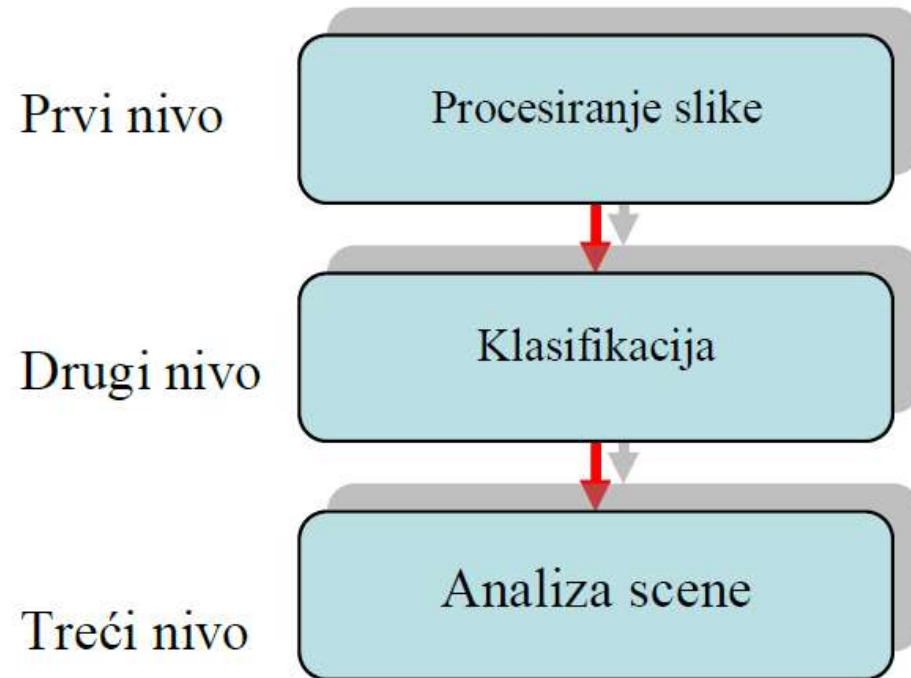 Prvi nivo
Procesiranje slike
Drugi nivo
Klasifikacija
Treći nivo
Analiza scene